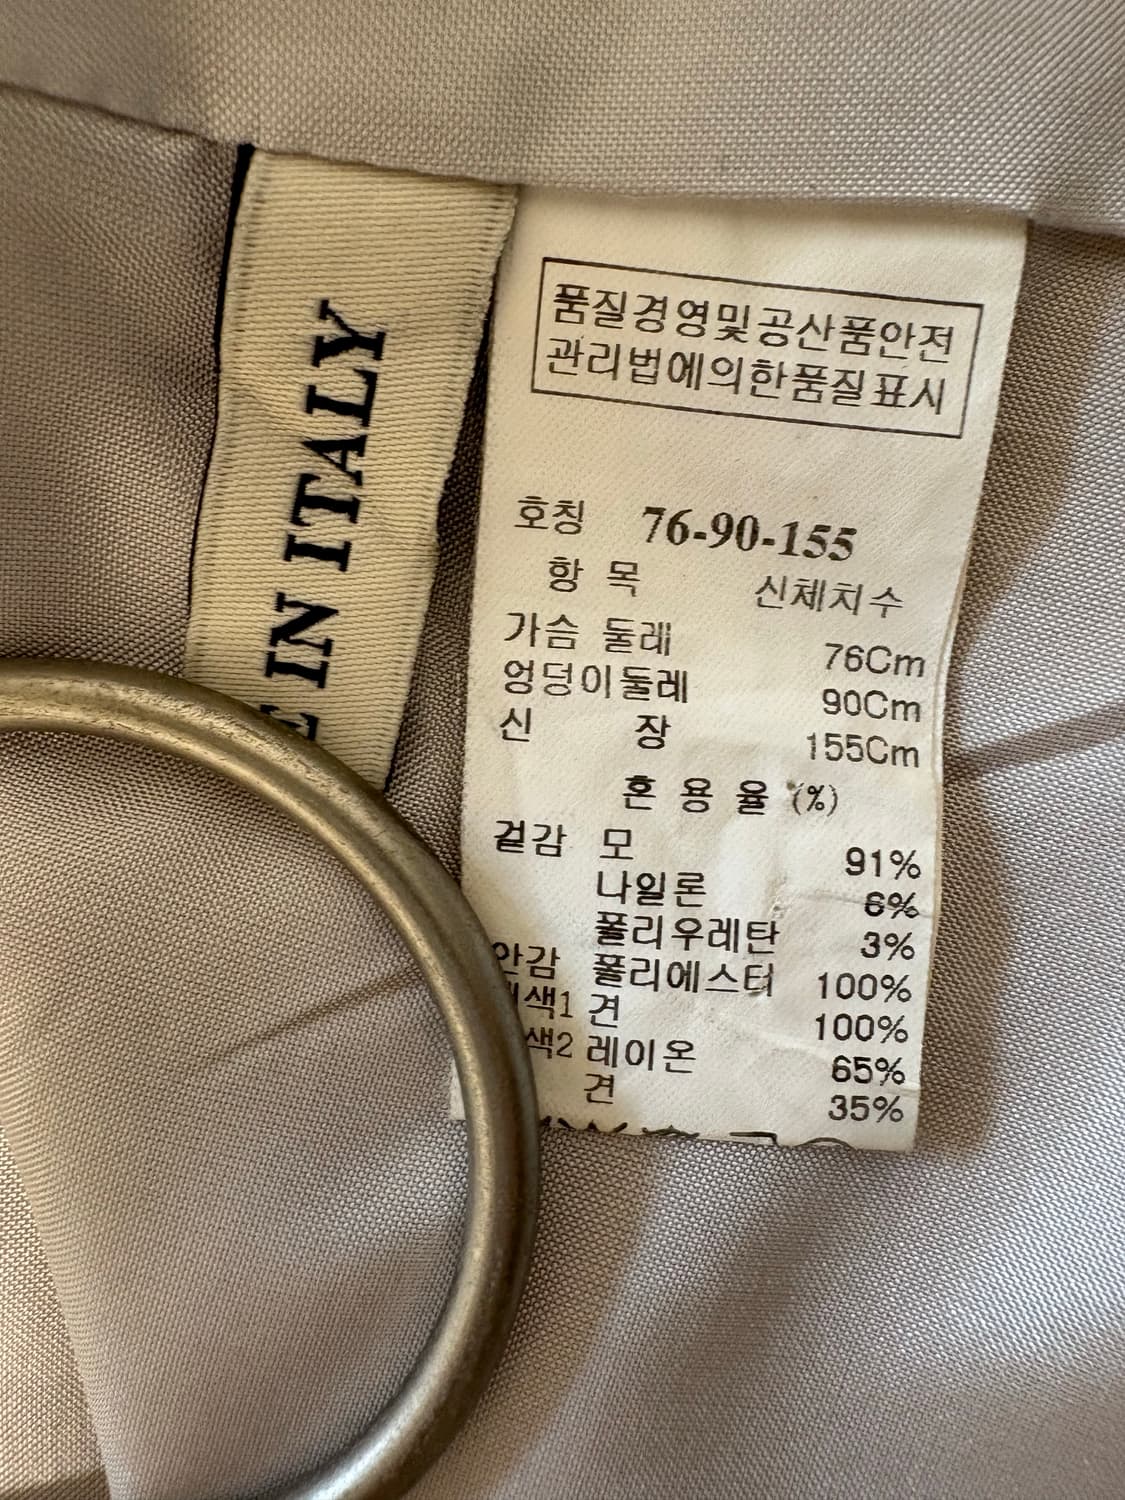 E IN ITALY
품질경영및공산품안전
관리법에의한품질표시
호칭 76-90-155
항 목 신체치수
가슴 둘레 76Cm
엉덩이둘레 90Cm
신 장 155Cm
혼 용 율 (%)
겉감 모 91%
나일론 6%
폴리우레탄 3%
안감 폴리에스터 100%
색1 견 100%
색2 레이온 65%
견 35%